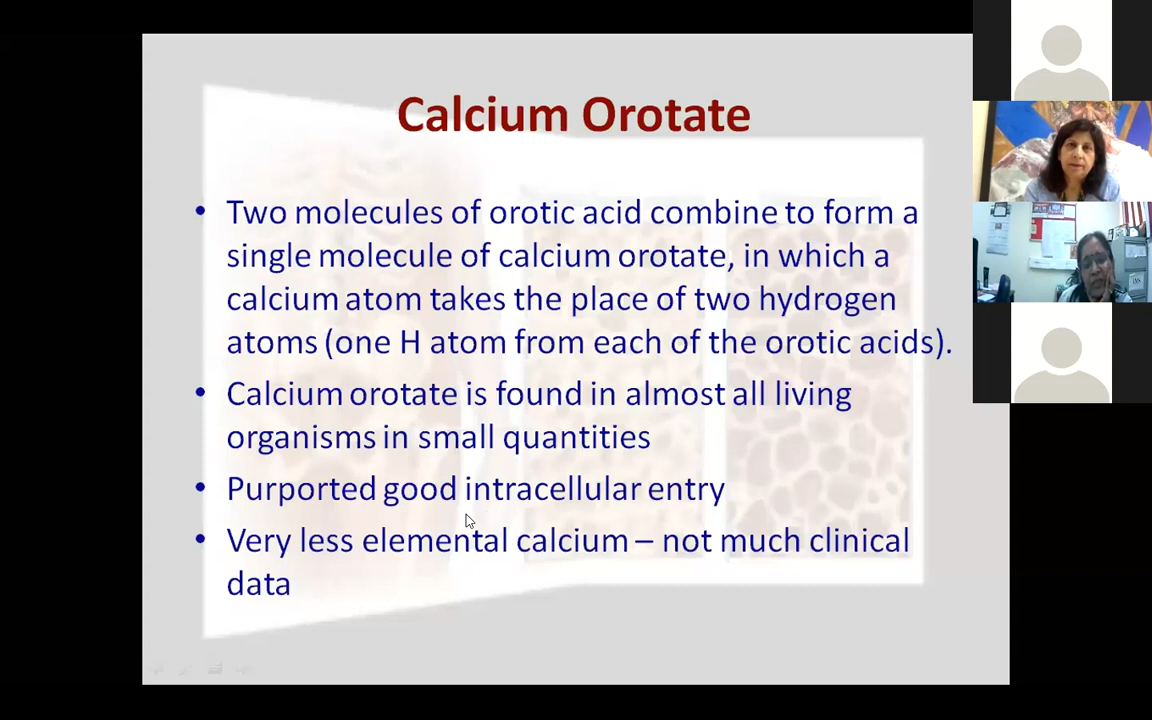 Calcium Orotate
• Two molecules of orotic acid combine to form a
single molecule of calcium orotate, in which a
calcium atom takes the place of two hydrogen
atoms (one H atom from each of the orotic acids).
• Calcium orotate is found in almost all living
organisms in small quantities
• Purported good intracellular entry
• Very less elemental calcium – not much clinical
data